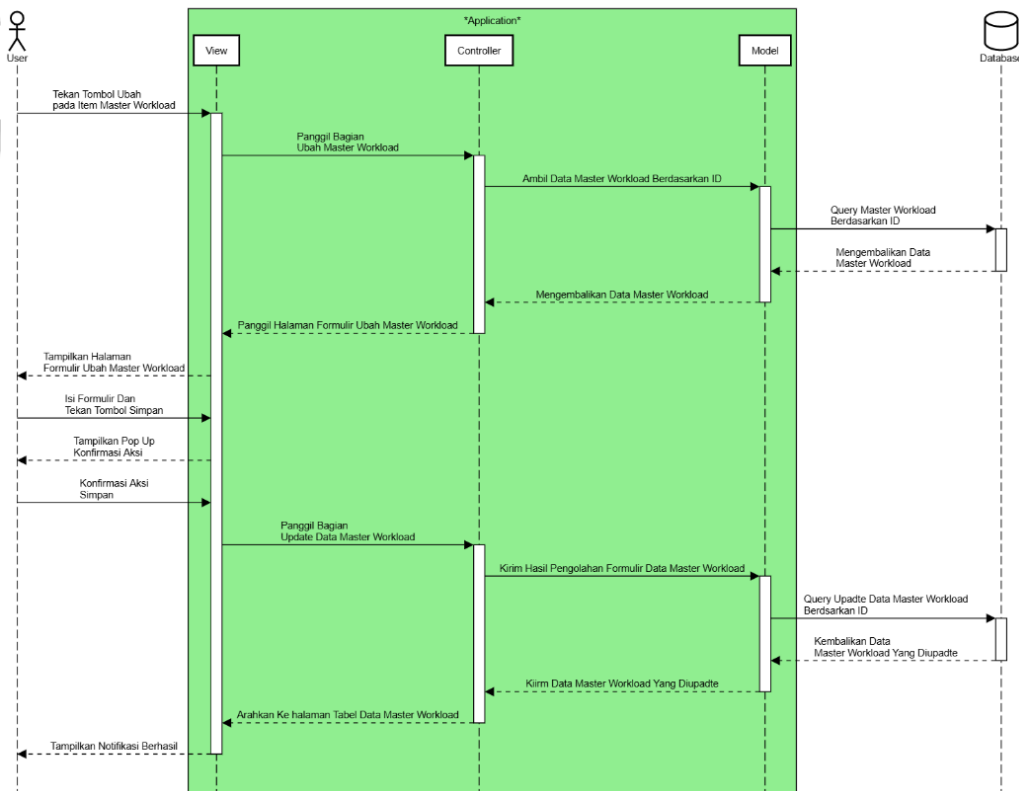 *Application*
User
View
Controller
Model
Database
Tekan Tombol Ubah
pada Item Master Workload
Panggil Bagian
Ubah Master Workload
Ambil Data Master Workload Berdasarkan ID
Query Master Workload
Berdasarkan ID
Mengembalikan Data
Master Workload
Mengembalikan Data Master Workload
Panggil Halaman Formulir Ubah Master Workload
Tampilkan Halaman
Formulir Ubah Master Workload
Isi Formulir Dan
Tekan Tombol Simpan
Tampilkan Pop Up
Konfirmasi Aksi
Konfirmasi Aksi
Simpan
Panggil Bagian
Update Data Master Workload
Kirim Hasil Pengolahan Formulir Data Master Workload
Query Upadte Data Master Workload
Berdsarkan ID
Kembalikan Data
Master Workload Yang Diupadte
Kiirm Data Master Workload Yang Diupadte
Arahkan Ke halaman Tabel Data Master Workload
Tampilkan Notifikasi Berhasil